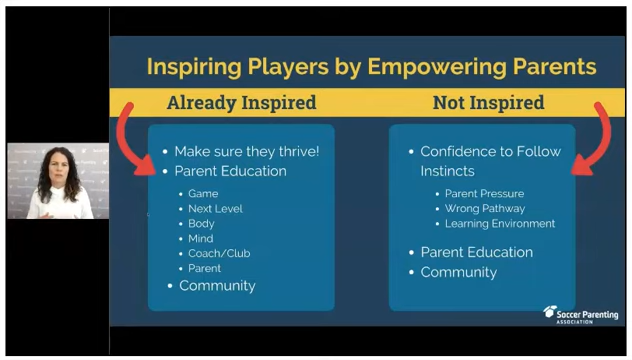 Inspiring Players by Empowering Parents
Already Inspired
Not Inspired
Make sure they thrive!
Parent Education
Game
Next Level
Body
Mind
Coach/Club
Parent
Community
Confidence to Follow
Instincts
Parent Pressure
Wrong Pathway
Learning Environment
Parent Education
Community
Soccer Parenting
ASSOCIATION